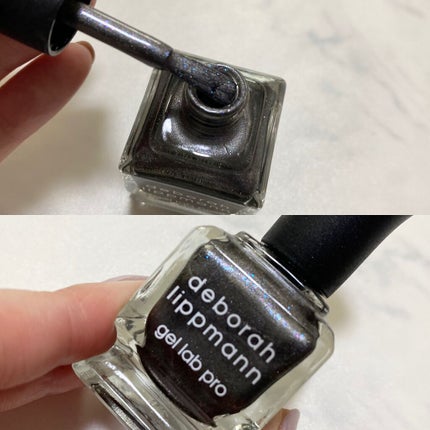 deborah
lippmann
gel lab pro